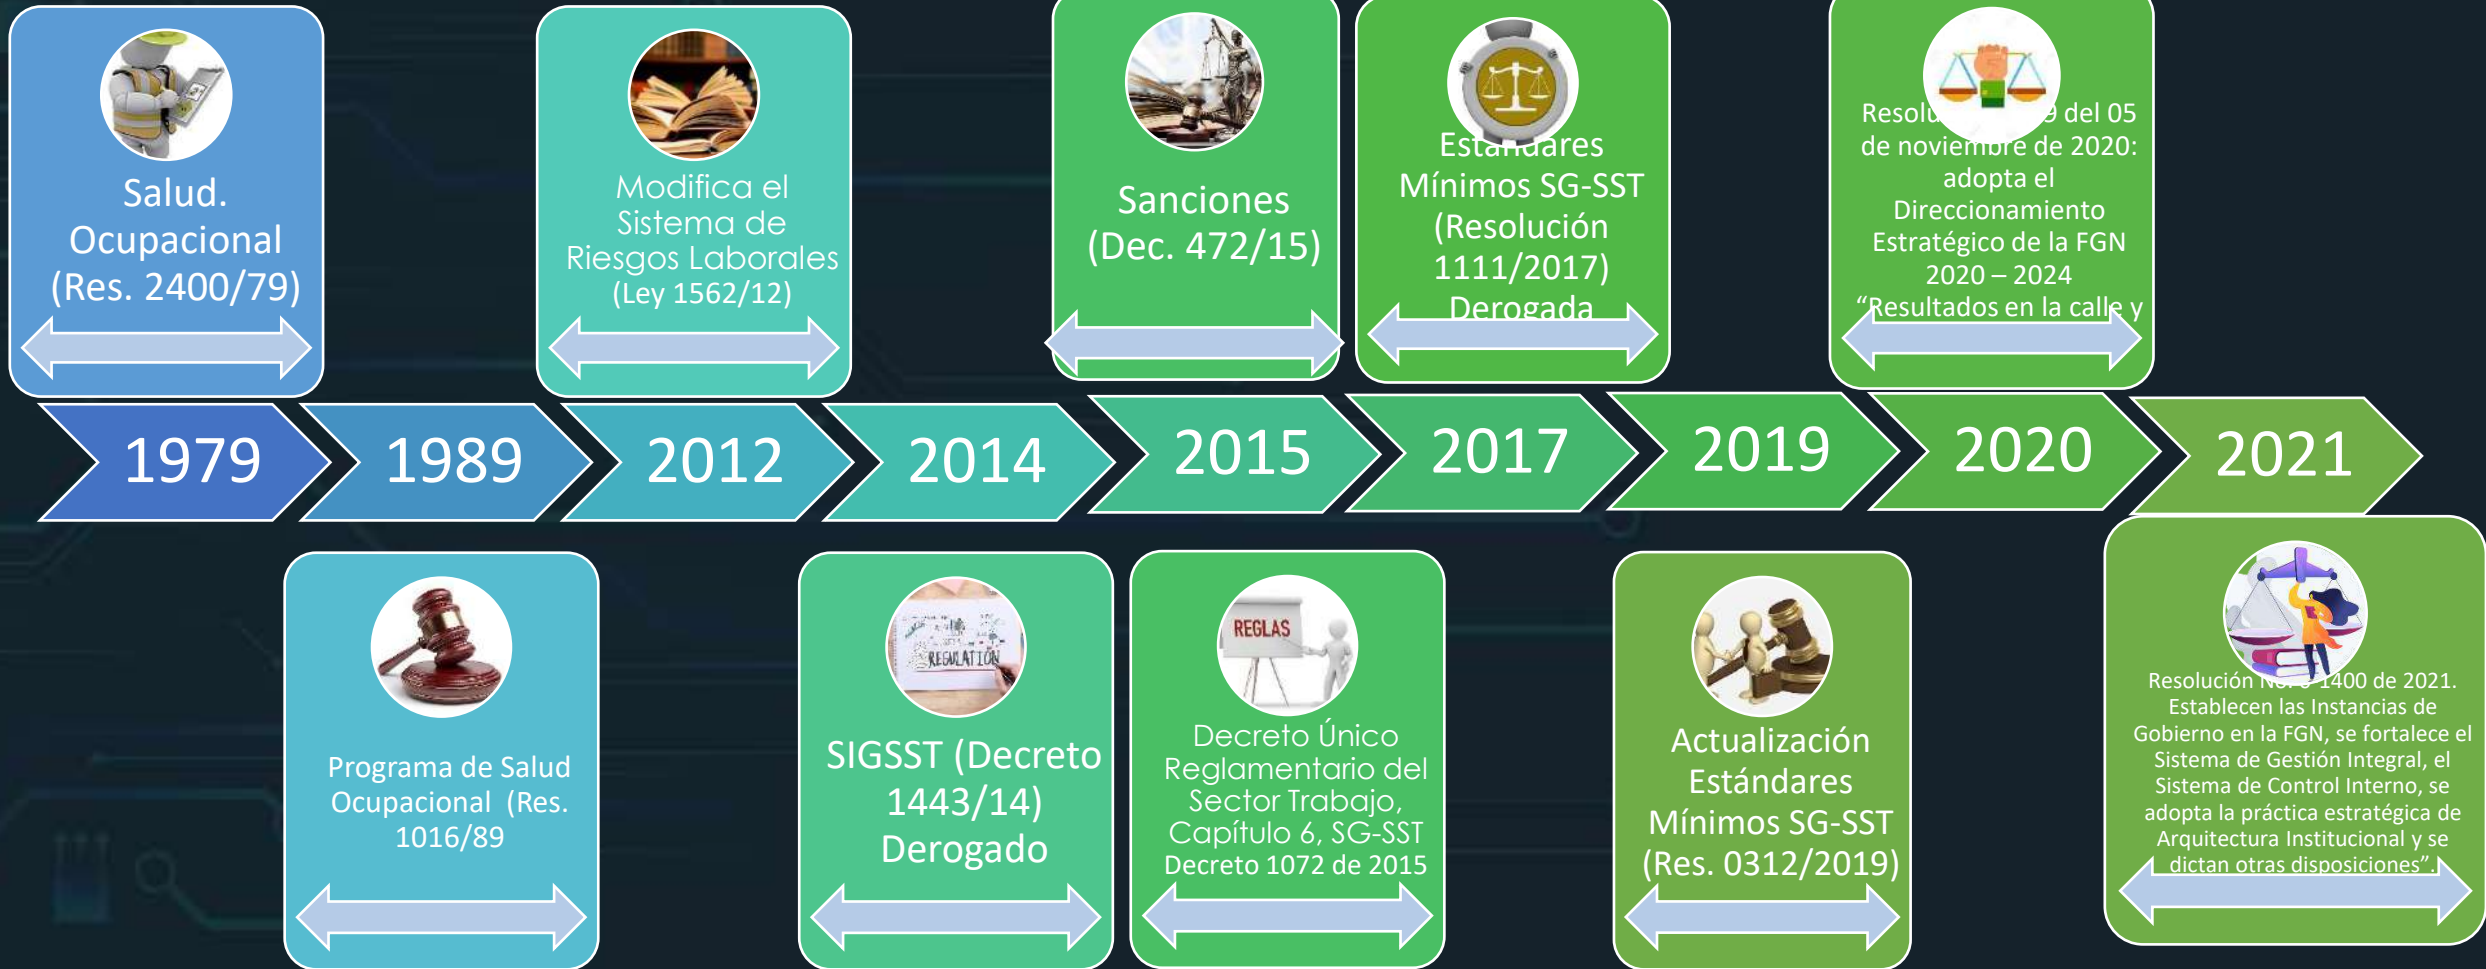 Salud.
Ocupacional
(Res. 2400/79)
Modifica el
Sistema de
Riesgos Laborales
(Ley 1562/12)
Sanciones
(Dec. 472/15)
Estándares
Mínimos SG-SST
(Resolución
1111/2017)
Derogada
9 del 05
de noviembre de 2020:
adopta el
Direccionamiento
Estratégico de la FGN
2020 – 2024
“Resultados en la calle y
1979
1989
2012
2014
2015
2017
2019
2020
2021
Programa de Salud
Ocupacional (Res.
1016/89
REGULATION
SIGSST (Decreto
1443/14)
Derogado
REGLAS
Decreto Único
Reglamentario del
Sector Trabajo,
Capítulo 6, SG-SST
Decreto 1072 de 2015
Actualización
Estándares
Mínimos SG-SST
(Res. 0312/2019)
Resolución 1400 de 2021.
Establecen las Instancias de
Gobierno en la FGN, se fortalece el
Sistema de Gestión Integral, el
Sistema de Control Interno, se
adopta la práctica estratégica de
Arquitectura Institucional y se
dictan otras disposiciones”.